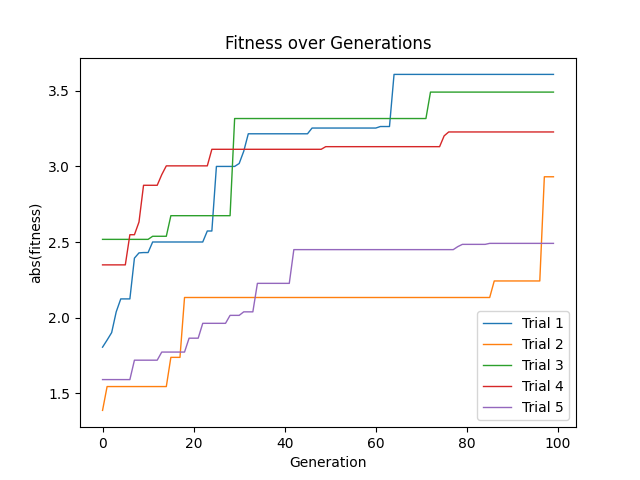 Fitness over Generations
abs(fitness)
3.5
3.0
2.5
2.0
1.5
0
20
40
60
80
100
Generation
Trial 1
Trial 2
Trial 3
Trial 4
Trial 5